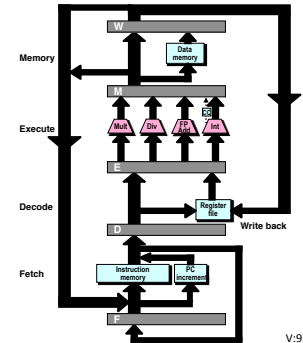 W
Memory
Data
memory
M
CC
Execute
Mult
Div
FP
Add
Int
E
Decode
Register
file
Write back
D
Fetch
Instruction
memory
PC
increment
F
V:9